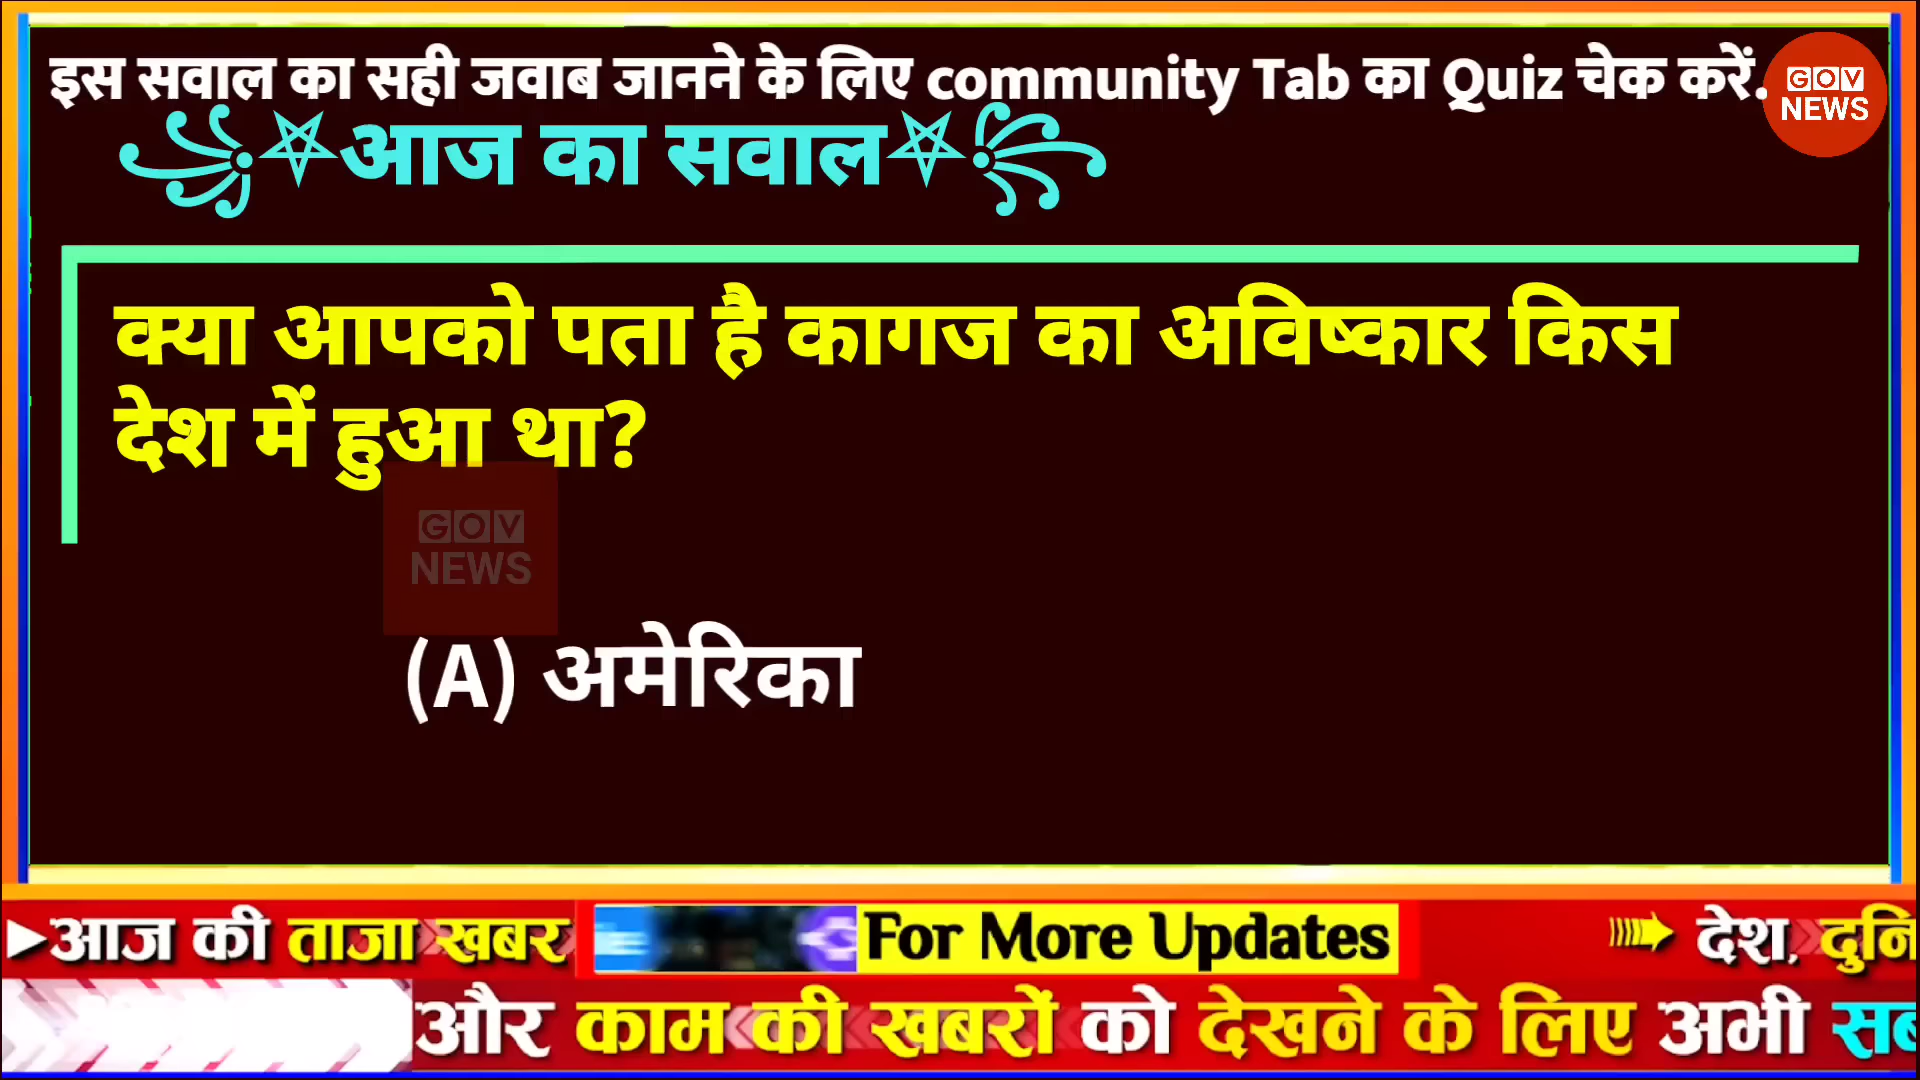 इस सवाल का सही जवाब जानने के लिए community Tab का Quiz चेक करें.
GOV
NEWS
आज का सवाल
क्या आपको पता है कागज का अविष्कार किस
देश में हुआ था?
GOV
NEWS
(A) अमेरिका
आज की ताजा खबर For More Updates देश,
और काम की खबरों को देखने के लिए अभी